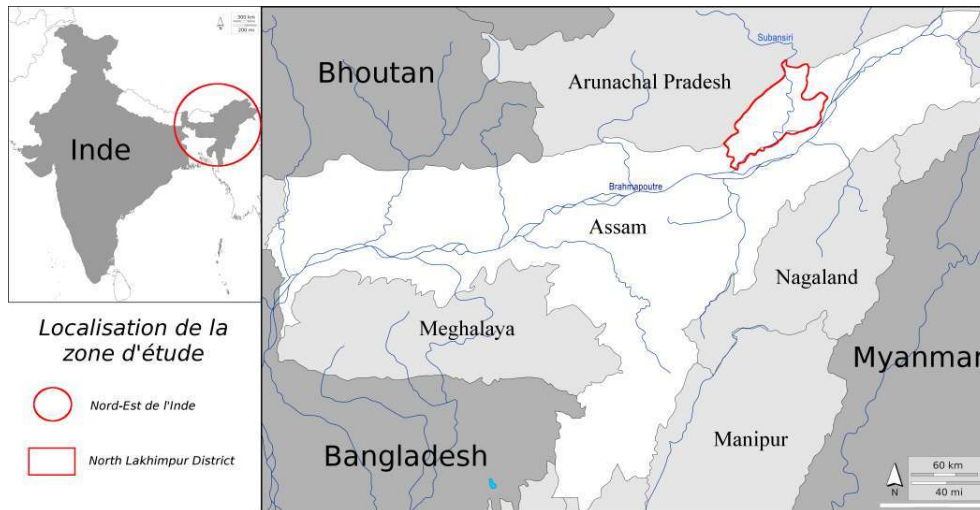 N
300 km
200 mi
Inde
Localisation de la
zone d'étude
Nord-Est de l'Inde
North Lakhimpur District
Subansiri
Bhoutan
Arunachal Pradesh
Brahmapoutre
Assam
Nagaland
Meghalaya
Myanmar
Manipur
Bangladesh
60 km
N
40 mi